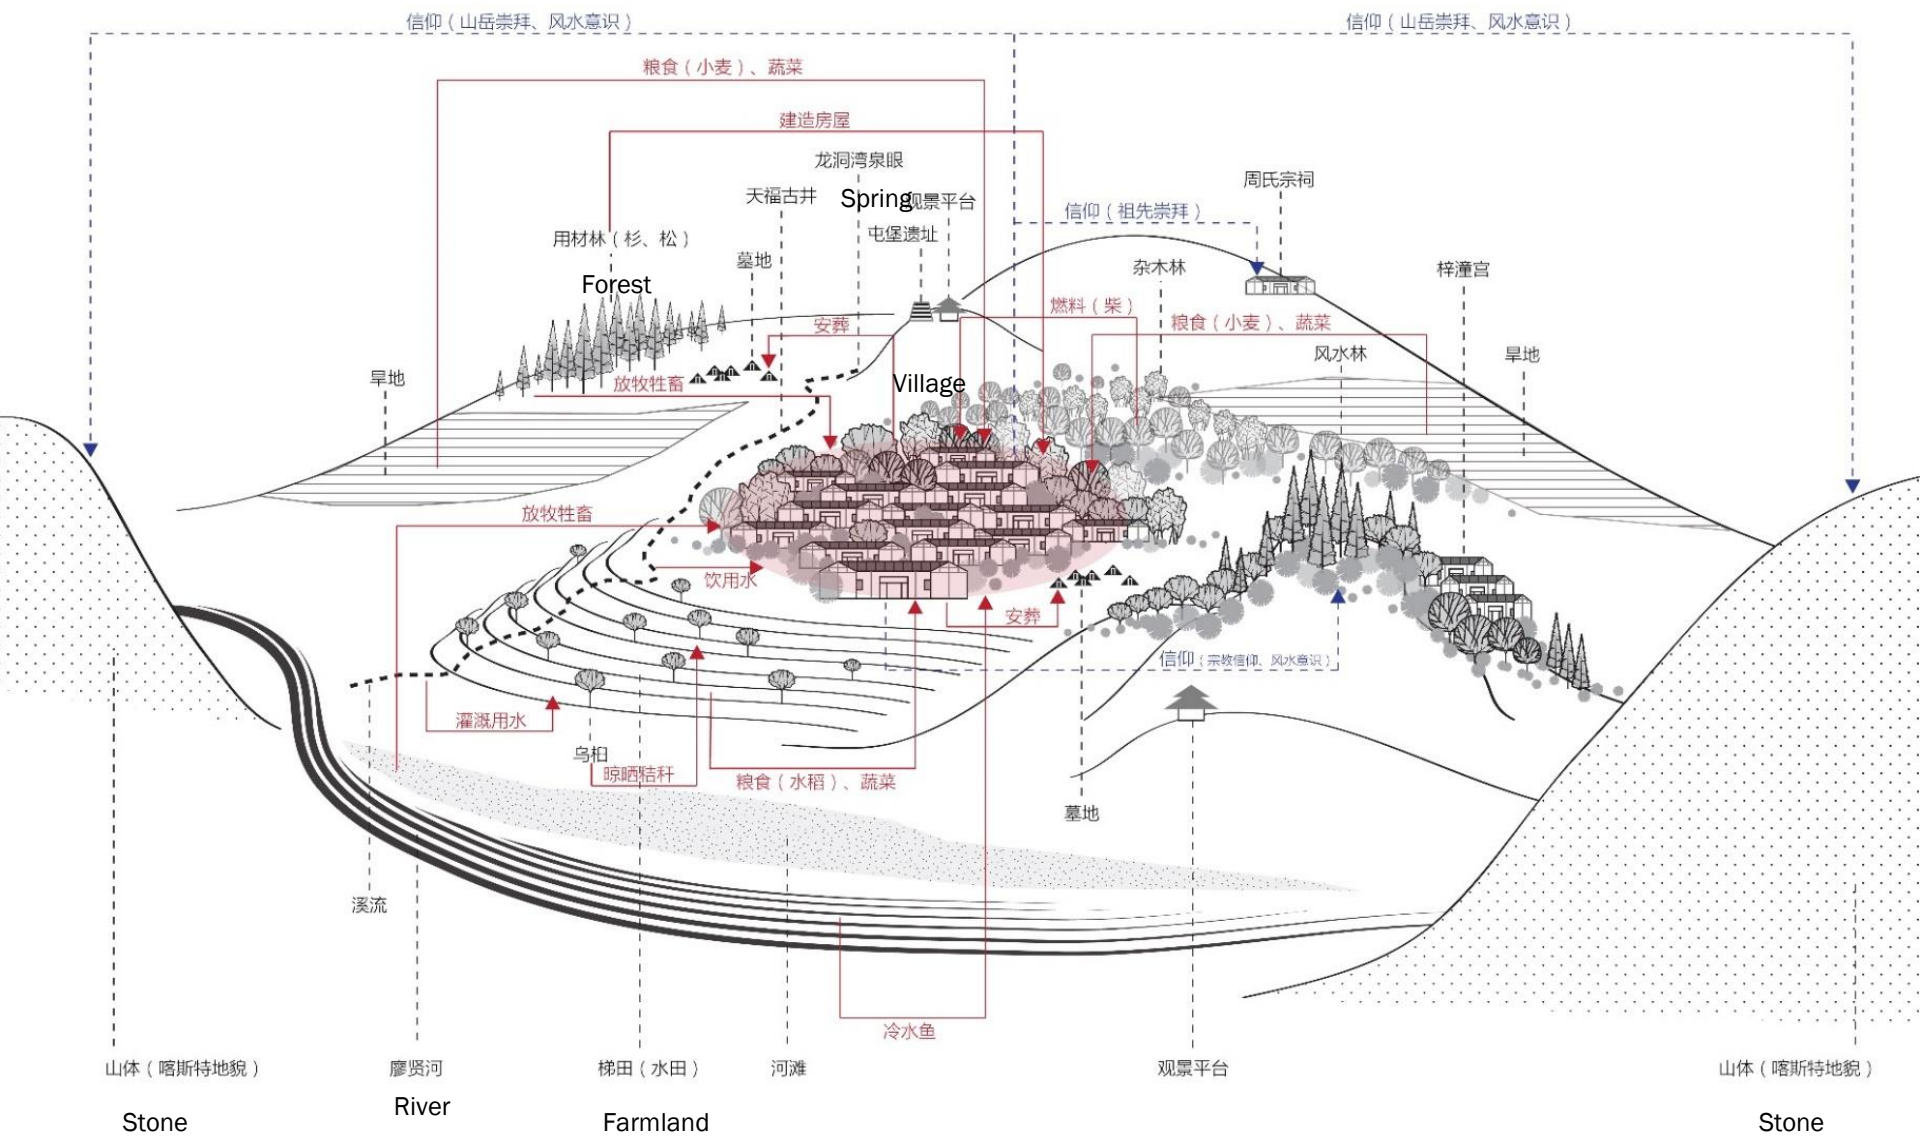 信仰（山岳崇拜、风水意识）
信仰（山岳崇拜、风水意识）
粮食（小麦）、蔬菜
建造房屋
龙洞湾泉眼
周氏宗祠
天福古井
Spring
观景平台
信仰（祖先崇拜）
屯堡遗址
用材林（杉、松）
墓地
杂木林
梓潼宫
Forest
燃料（柴）
安葬
粮食（小麦）、蔬菜
风水林
旱地
旱地
放牧牲畜
Village
放牧牲畜
饮用水
安葬
信仰（宗教信仰、风水意识）
灌溉用水
乌桕
晾晒秸秆
粮食（水稻）、蔬菜
墓地
溪流
冷水鱼
山体（喀斯特地貌）
廖贤河
梯田（水田）
河滩
观景平台
山体（喀斯特地貌）
River
Stone
Farmland
Stone